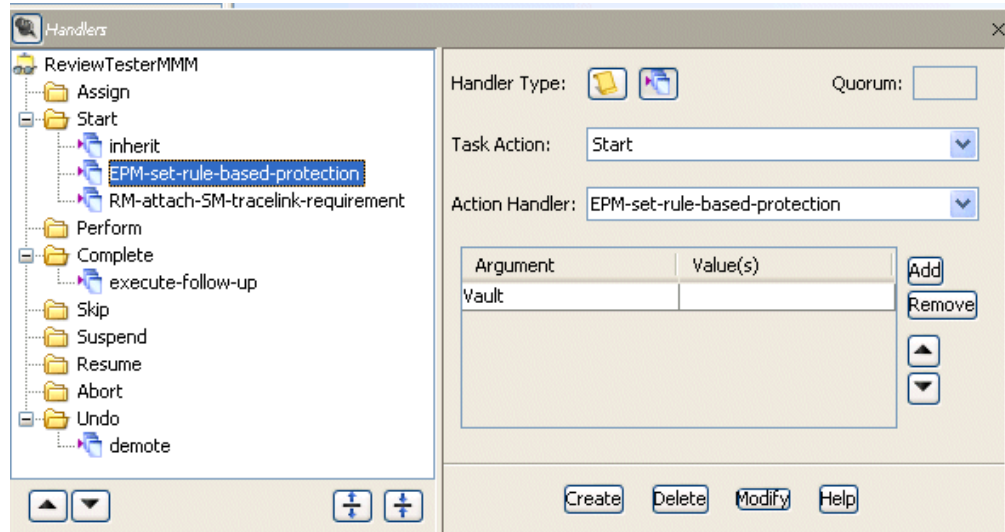 Handlers
ReviewTesterMMM
Assign
Start
inherit
EPM-set-rule-based-protection
RM-attach-SM-tracelink-requirement
Perform
Complete
execute-follow-up
Skip
Suspend
Resume
Abort
Undo
demote
Handler Type: Quorum:
Task Action: Start
Action Handler: EPM-set-rule-based-protection
Argument Value(s)
Vault
Add
Remove
Create Delete Modify Help